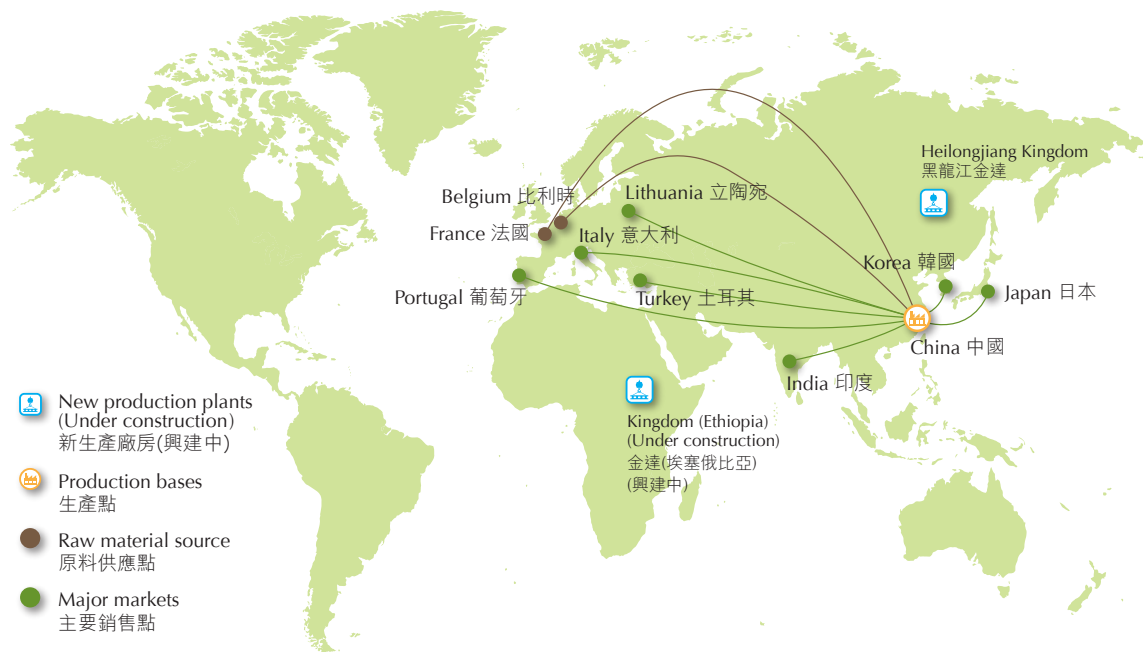 Heilongjiang Kingdom
黑龍江金達
Belgium 比利時
Lithuania 立陶宛
France 法國
Italy 意大利
Korea 韓國
Portugal 葡萄牙
Turkey 土耳其
Japan 日本
China 中國
India 印度
Kingdom (Ethiopia)
(Under construction)
金達(埃塞俄比亞)
(興建中)
New production plants
(Under construction)
新生產廠房(興建中)
Production bases
生產點
Raw material source
原料供應點
Major markets
主要銷售點